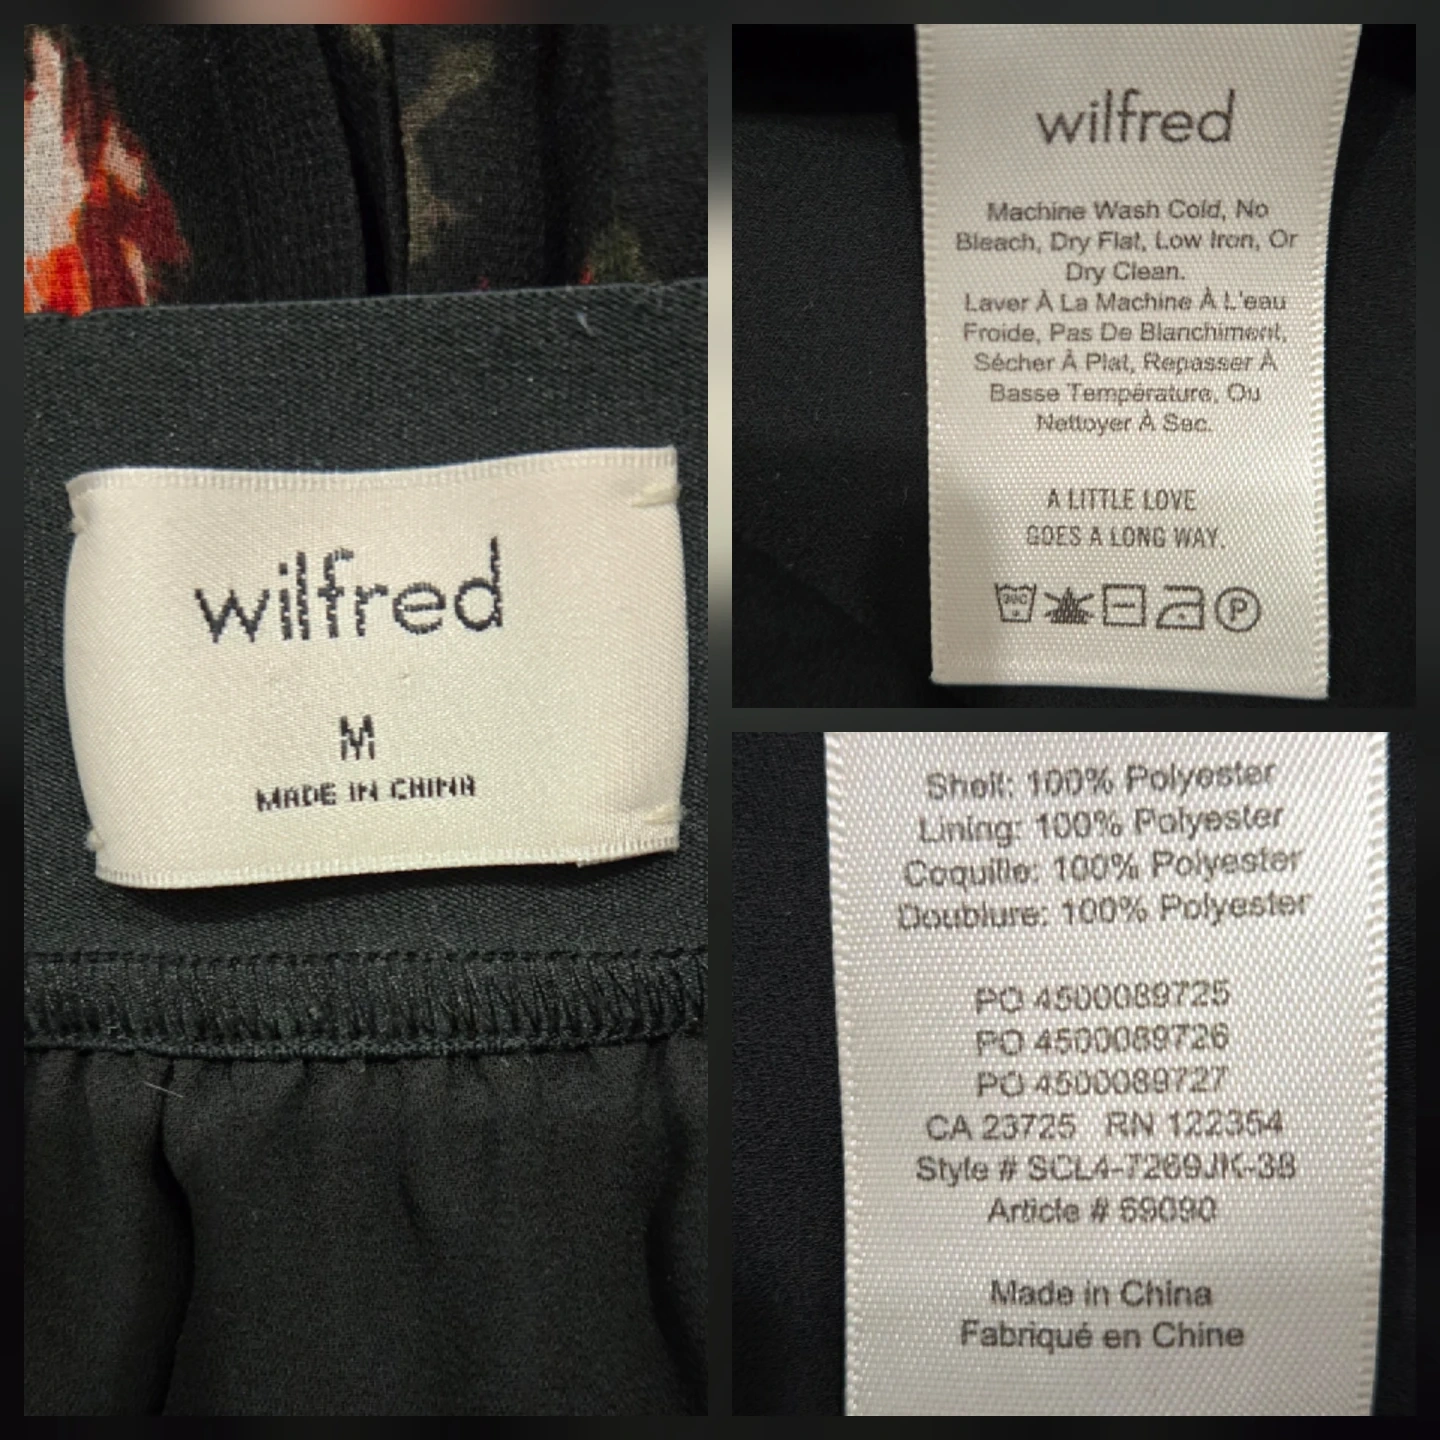 wilfred
M
MADE IN CHINA
wilfred
Machine Wash Cold, No
Bleach, Dry Flat, Low Iron, Or
Dry Clean.
Laver À La Machine À L'eau
Froide, Pas De Blanchiment,
Sécher À Plat, Repasser À
Basse Température, Ou
Nettoyer À Sec.
A LITTLE LOVE
GOES A LONG WAY.
30C
P
Shell: 100% Polyester
Lining: 100% Polyester
Coquille: 100% Polyester
Doublure: 100% Polyester
PO 4500089725
PO 4500089726
PO 4500089727
CA 23725 RN 122354
Style # SCL4-7269JK-38
Article # 69090
Made in China
Fabriqué en Chine